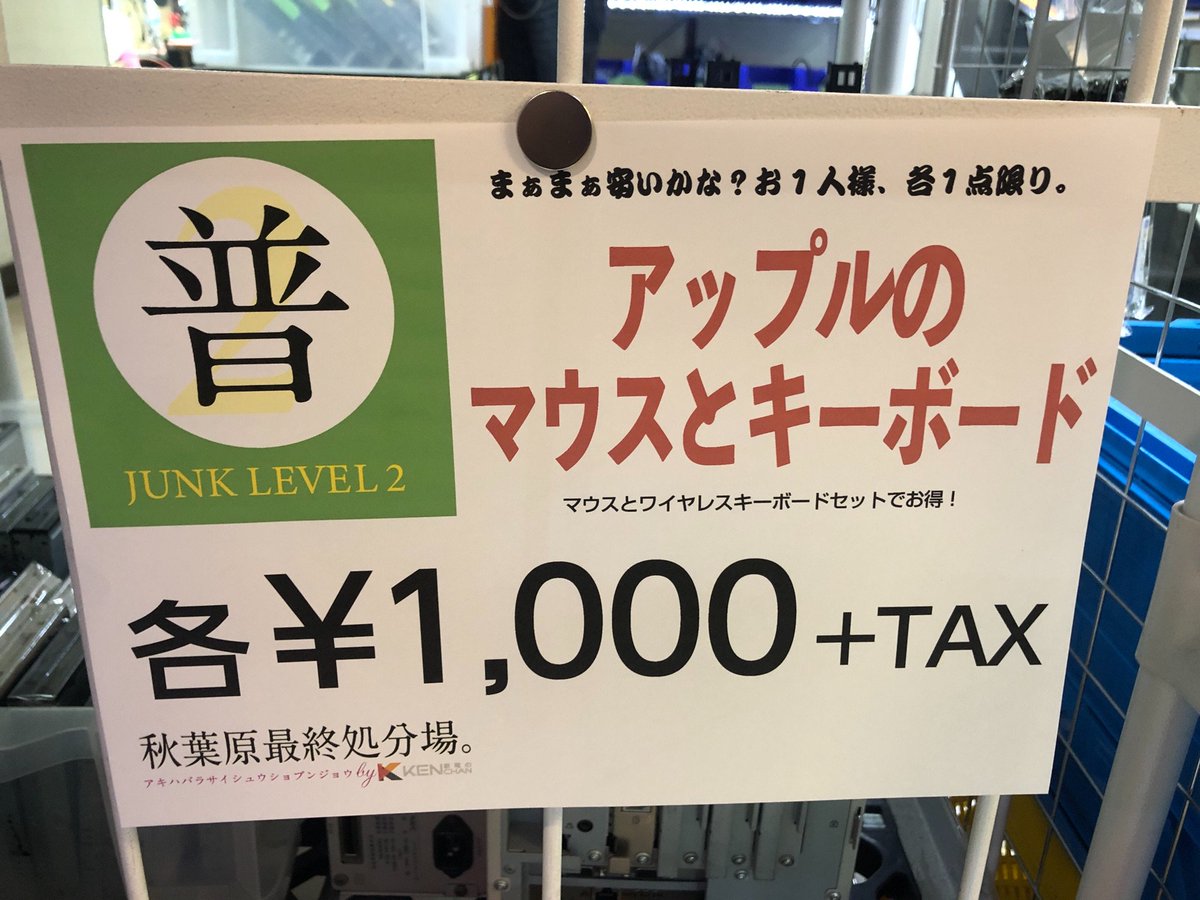 まぁまぁ安いかな？お１人様、各１点限り。
普
2
JUNK LEVEL 2
アップルの
マウスとキーボード
マウスとワイヤレスキーボードセットでお得！
各¥1,000+TAX
秋葉原最終処分場。
アキハバラサイシュウショブンジョウ by KEN CHAN